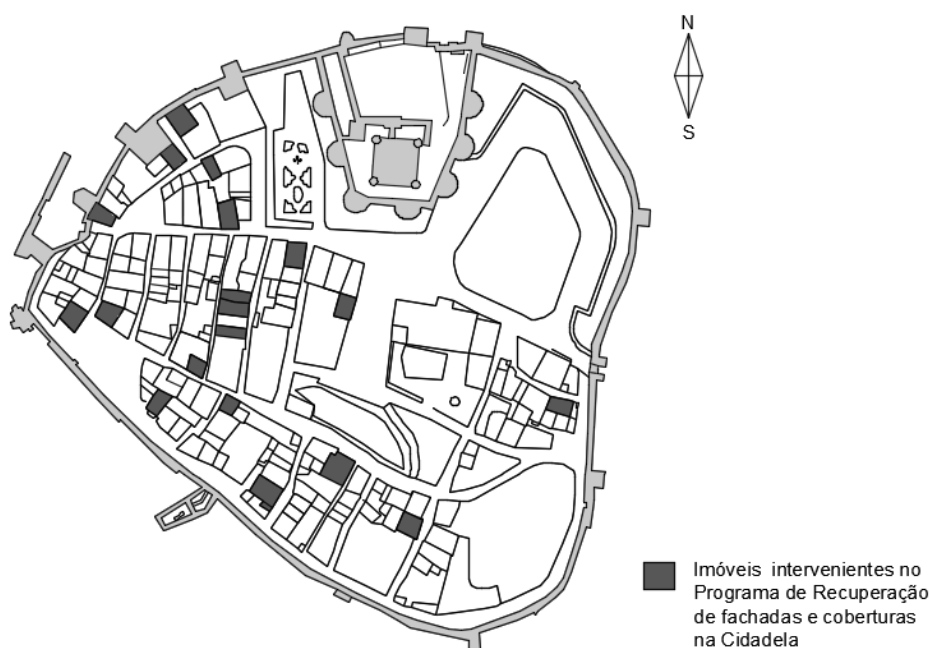 N
S
Imóveis intervenientes no
Programa de Recuperação
de fachadas e coberturas
na Cidadela